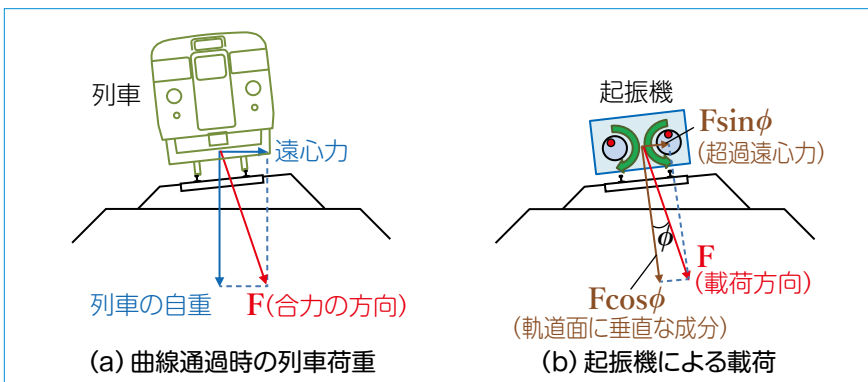 列車
遠心力
列車の自重
F(合力の方向)
(a) 曲線通過時の列車荷重
起振機
Fsinφ
(超過遠心力)
φ
F
(載荷方向)
Fcosφ
(軌道面に垂直な成分)
(b) 起振機による載荷